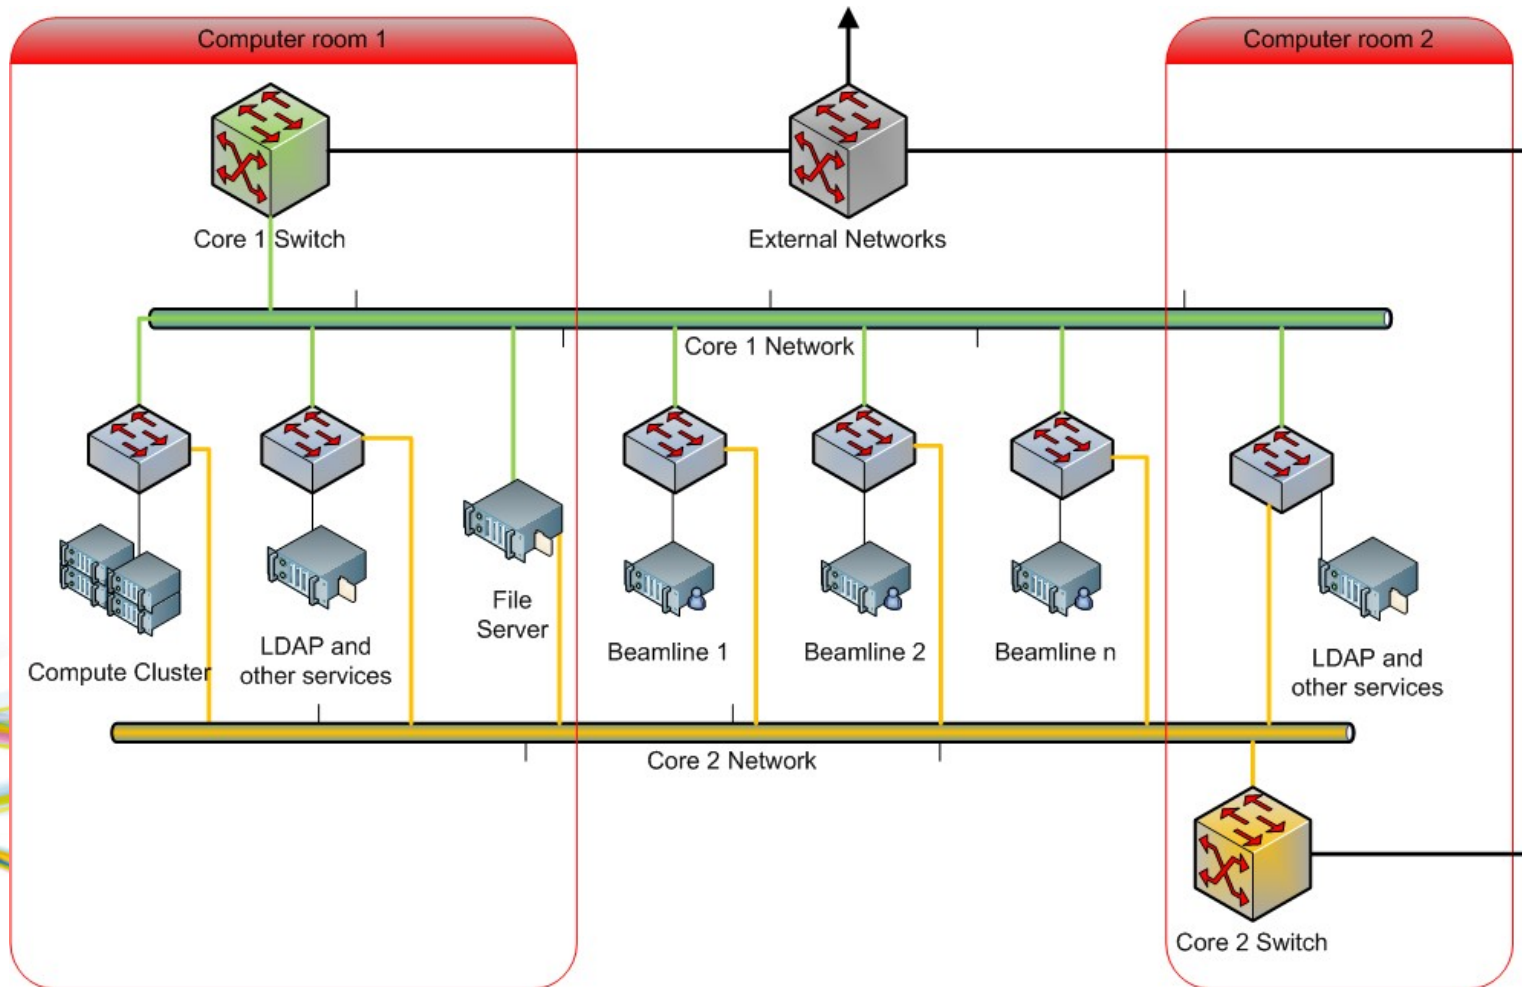 Computer room 1
Computer room 2
Core 1 Switch
External Networks
Core 1 Network
Compute Cluster
LDAP and
other services
File
Server
Beamline 1
Beamline 2
Beamline n
LDAP and
other services
Core 2 Network
Core 2 Switch